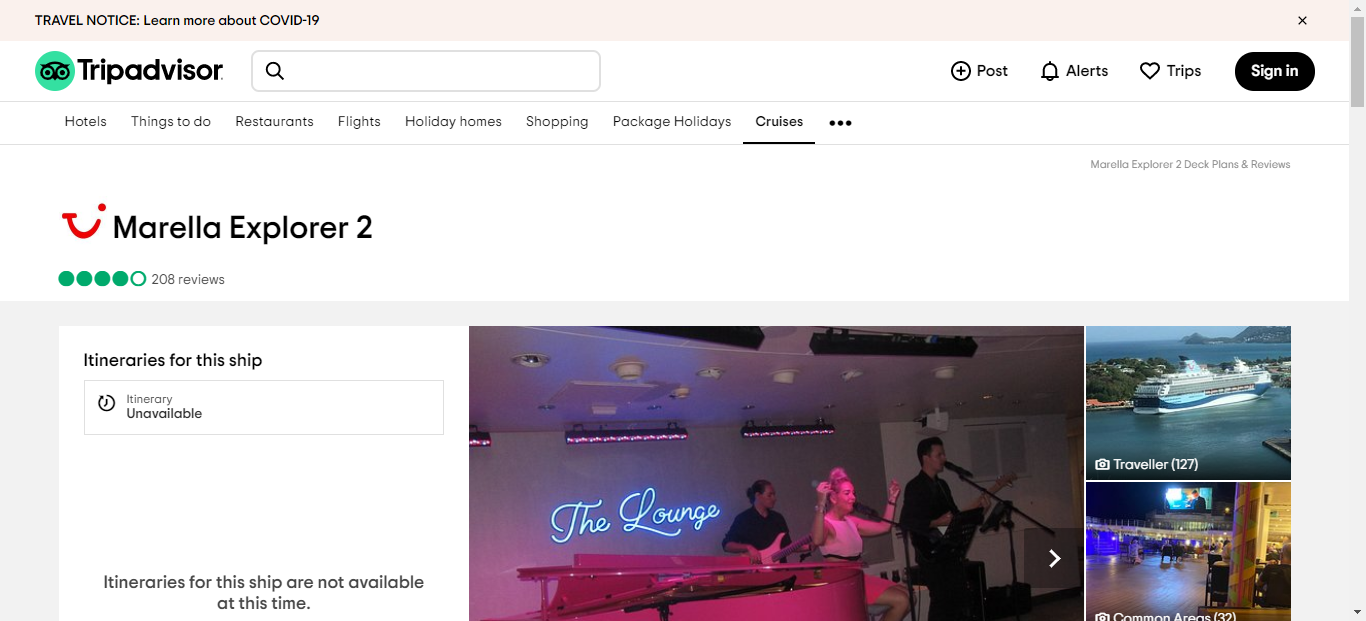 TRAVEL NOTICE: Learn more about COVID-19
Tripadvisor
Post
Alerts
Trips
Sign in
Hotels
Things to do
Restaurants
Flights
Holiday homes
Shopping
Package Holidays
Cruises
Marella Explorer 2 Deck Plans & Reviews
Marella Explorer 2
208 reviews
Itineraries for this ship
Itinerary
Unavailable
Itineraries for this ship are not available
at this time.
The Lounge
Traveller (127)
Common Areas (32)